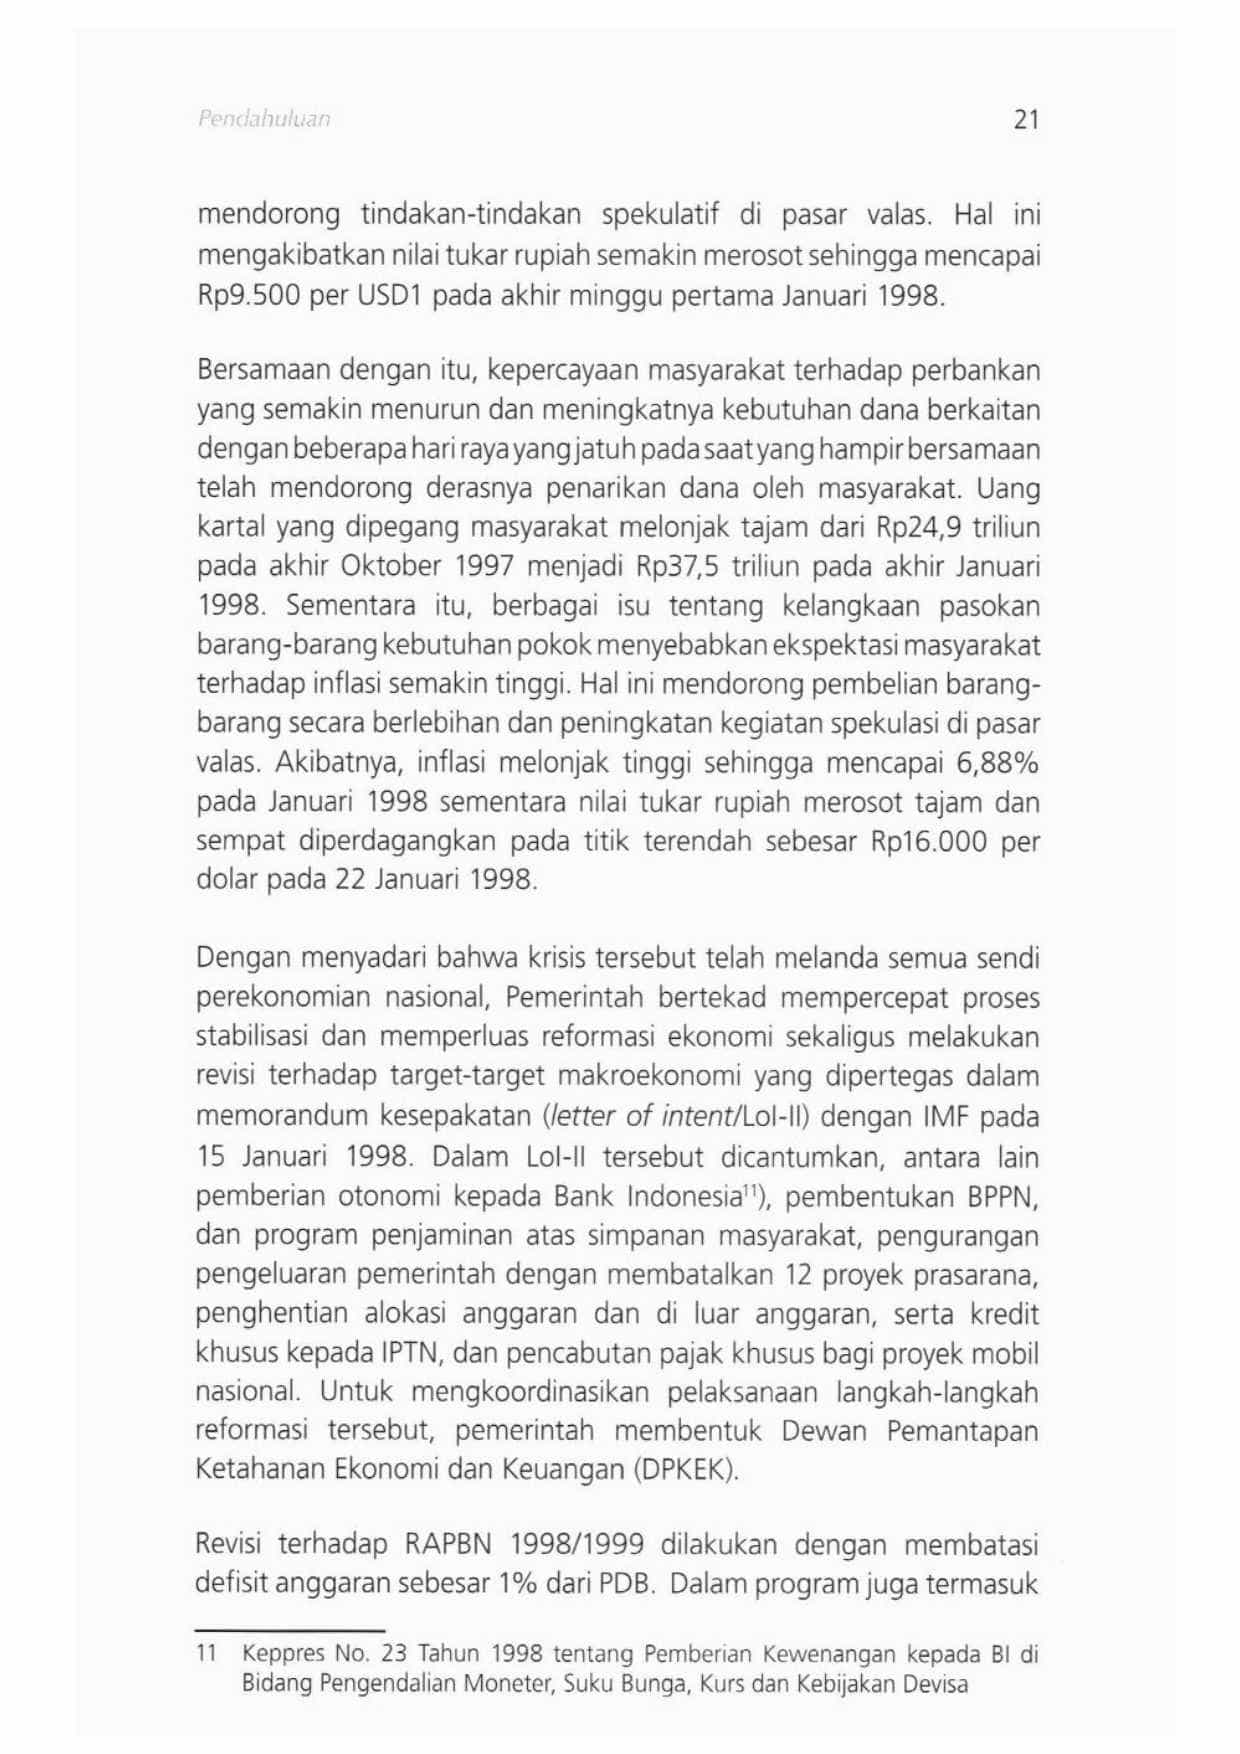 Pendahuluan 21
mendorong tindakan-tindakan spekulatif di pasar valas. Hal ini
mengakibatkan nilai tukar rupiah semakin merosot sehingga mencapai
Rp9.500 per USD1 pada akhir minggu pertama Januari 1998.
Bersamaan dengan itu, kepercayaan masyarakat terhadap perbankan
yang semakin menurun dan meningkatnya kebutuhan dana berkaitan
dengan beberapa hari raya yang jatuh pada saat yang hampir bersamaan
telah mendorong derasnya penarikan dana oleh masyarakat. Uang
kartal yang dipegang masyarakat melonjak tajam dari Rp24,9 triliun
pada akhir Oktober 1997 menjadi Rp37,5 triliun pada akhir Januari
1998. Sementara itu, berbagai isu tentang kelangkaan pasokan
barang-barang kebutuhan pokok menyebabkan ekspektasi masyarakat
terhadap inflasi semakin tinggi. Hal ini mendorong pembelian barang-
barang secara berlebihan dan peningkatan kegiatan spekulasi di pasar
valas. Akibatnya, inflasi melonjak tinggi sehingga mencapai 6,88%
pada Januari 1998 sementara nilai tukar rupiah merosot tajam dan
sempat diperdagangkan pada titik terendah sebesar Rp16.000 per
dolar pada 22 Januari 1998.
Dengan menyadari bahwa krisis tersebut telah melanda semua sendi
perekonomian nasional, Pemerintah bertekad mempercepat proses
stabilisasi dan memperluas reformasi ekonomi sekaligus melakukan
revisi terhadap target-target makroekonomi yang dipertegas dalam
memorandum kesepakatan (letter of intent/LoI-II) dengan IMF pada
15 Januari 1998. Dalam LoI-II tersebut dicantumkan, antara lain
pemberian otonomi kepada Bank Indonesia¹¹), pembentukan BPPN,
dan program penjaminan atas simpanan masyarakat, pengurangan
pengeluaran pemerintah dengan membatalkan 12 proyek prasarana,
penghentian alokasi anggaran dan di luar anggaran, serta kredit
khusus kepada IPTN, dan pencabutan pajak khusus bagi proyek mobil
nasional. Untuk mengkoordinasikan pelaksanaan langkah-langkah
reformasi tersebut, pemerintah membentuk Dewan Pemantapan
Ketahanan Ekonomi dan Keuangan (DPKEK).
Revisi terhadap RAPBN 1998/1999 dilakukan dengan membatasi
defisit anggaran sebesar 1% dari PDB. Dalam program juga termasuk
11 Keppres No. 23 Tahun 1998 tentang Pemberian Kewenangan kepada BI di
Bidang Pengendalian Moneter, Suku Bunga, Kurs dan Kebijakan Devisa